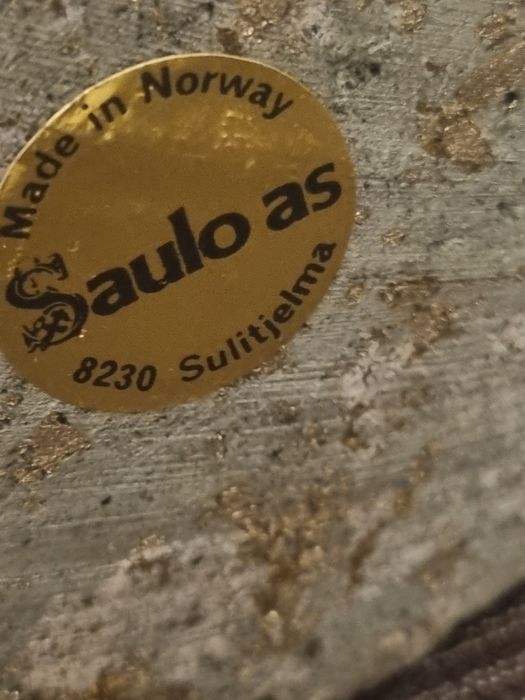 Made in Norway
Saulo as
8230 Sulitjelma